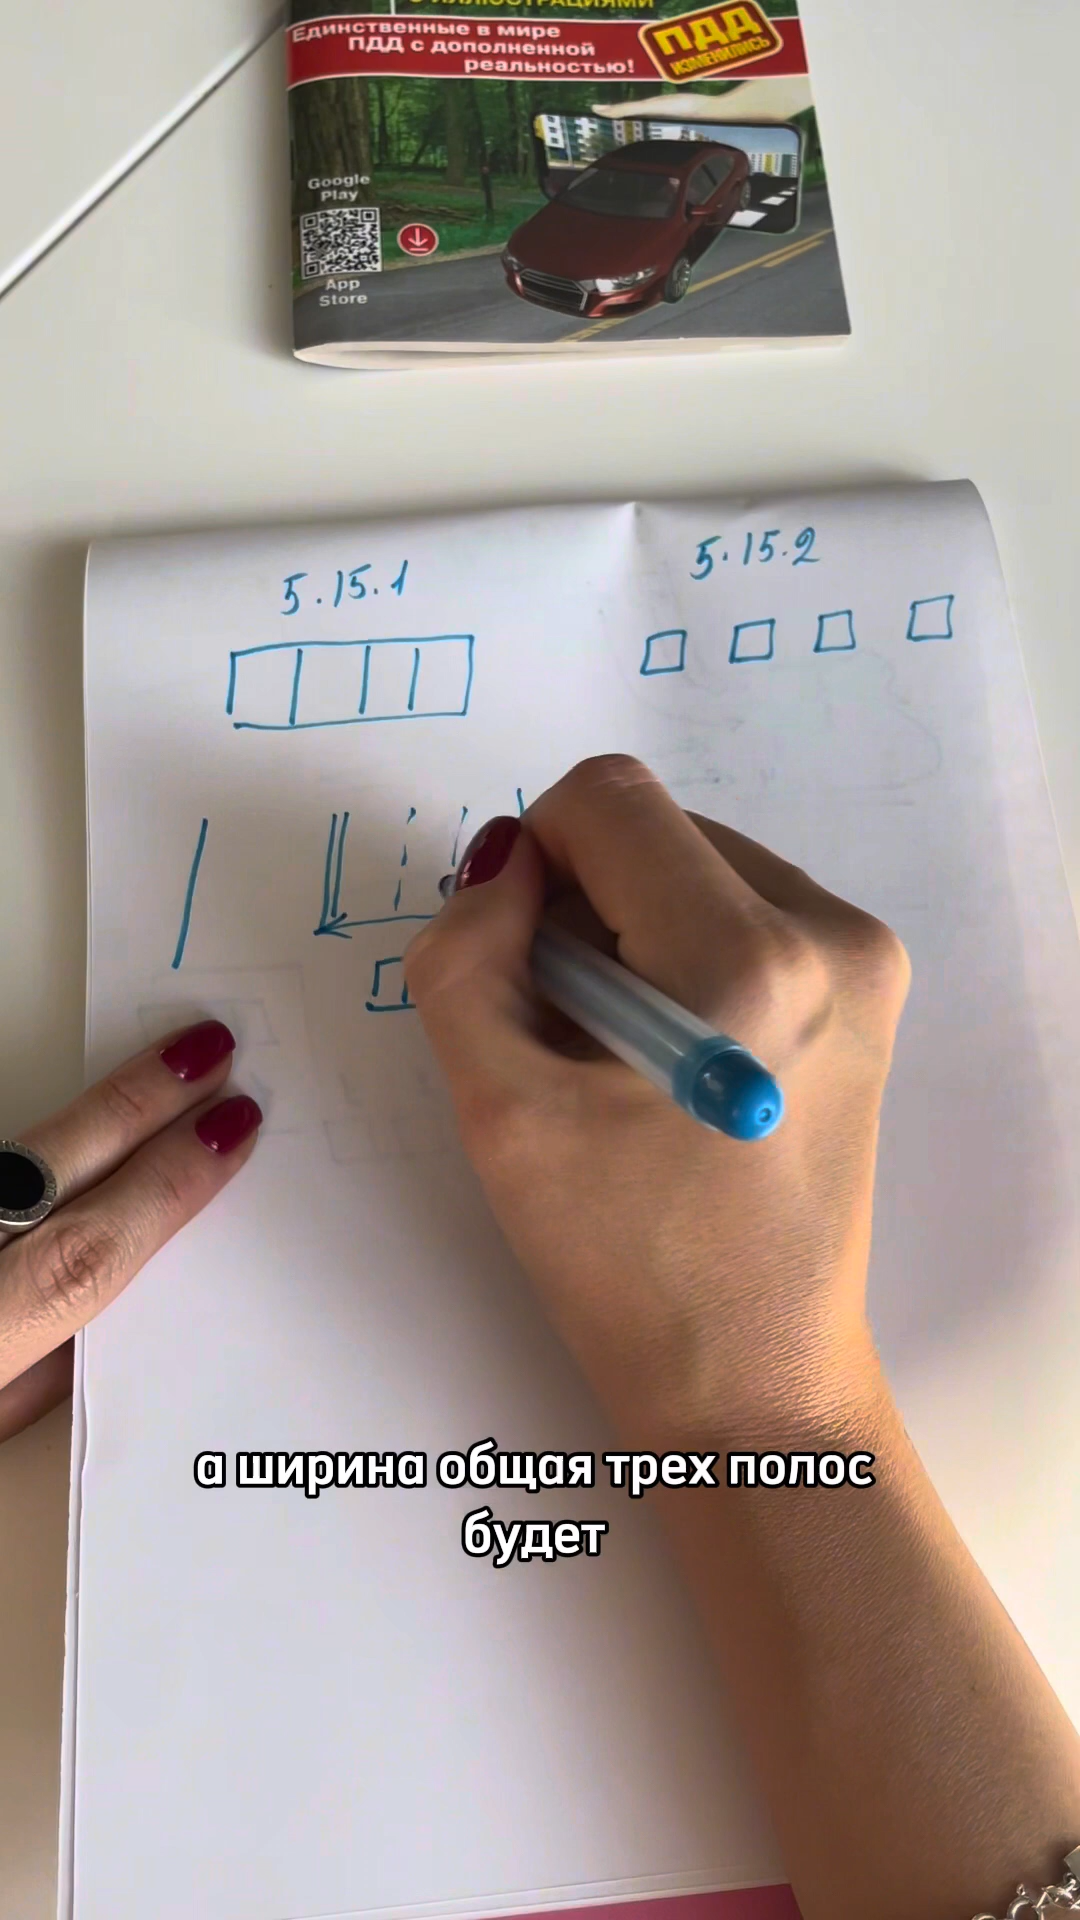 Единственные в мире
ПДД с дополненной
реальностью!
ПДД
ИЗМЕНИЛИСЬ
Google
Play
App
Store
5.15.1
5.15.2
а ширина общая трех полос
будет